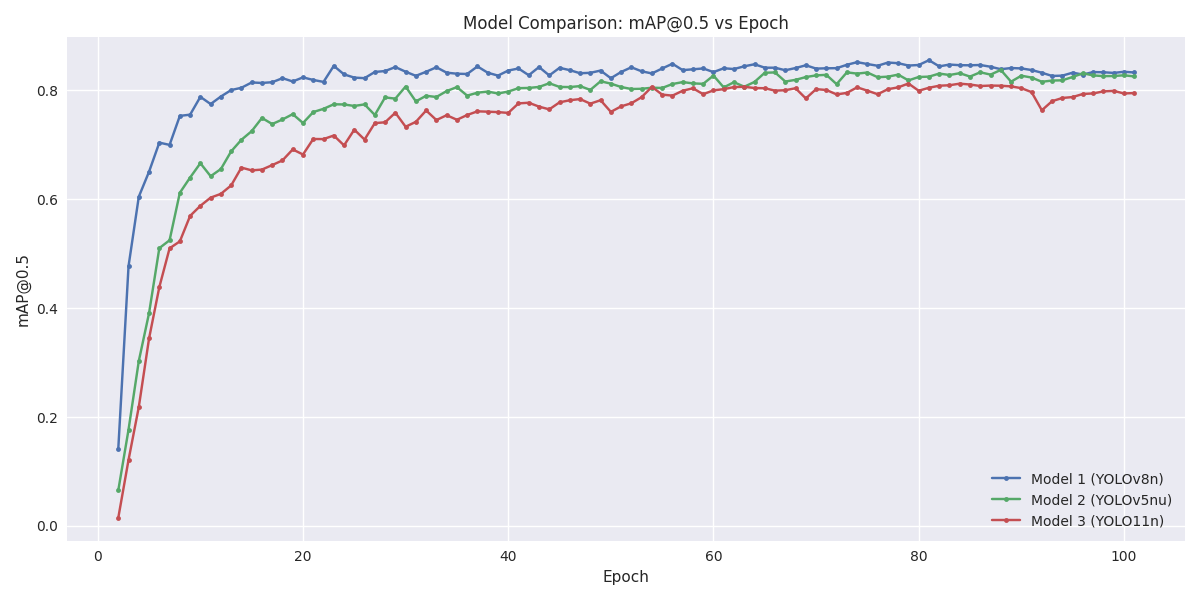 Model Comparison: mAP@0.5 vs Epoch
mAP@0.5
0.8
0.6
0.4
0.2
0.0
0 20 40 60 80 100
Epoch
Model 1 (YOLOv8n)
Model 2 (YOLOv5nu)
Model 3 (YOLO11n)